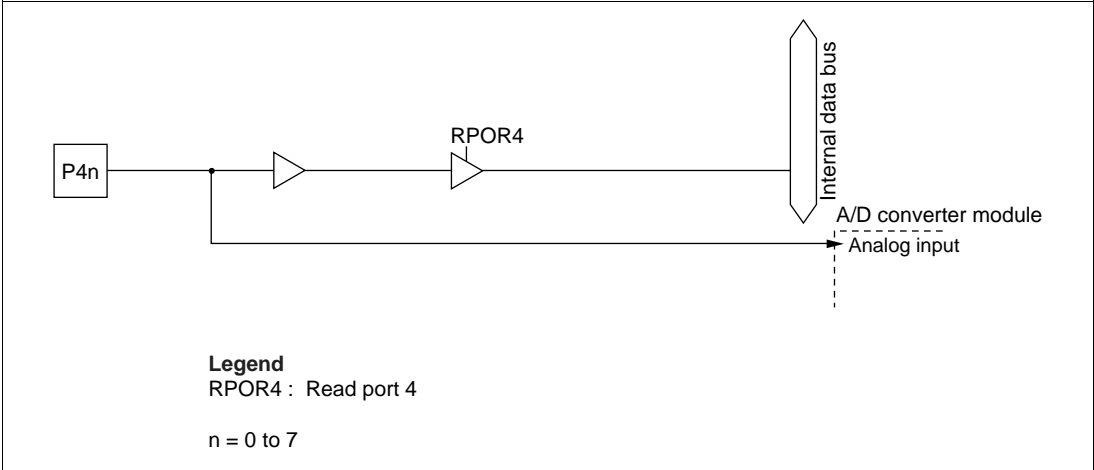 RPOR4
P4n
Internal data bus
A/D converter module
Analog input
Legend
RPOR4 : Read port 4
n = 0 to 7